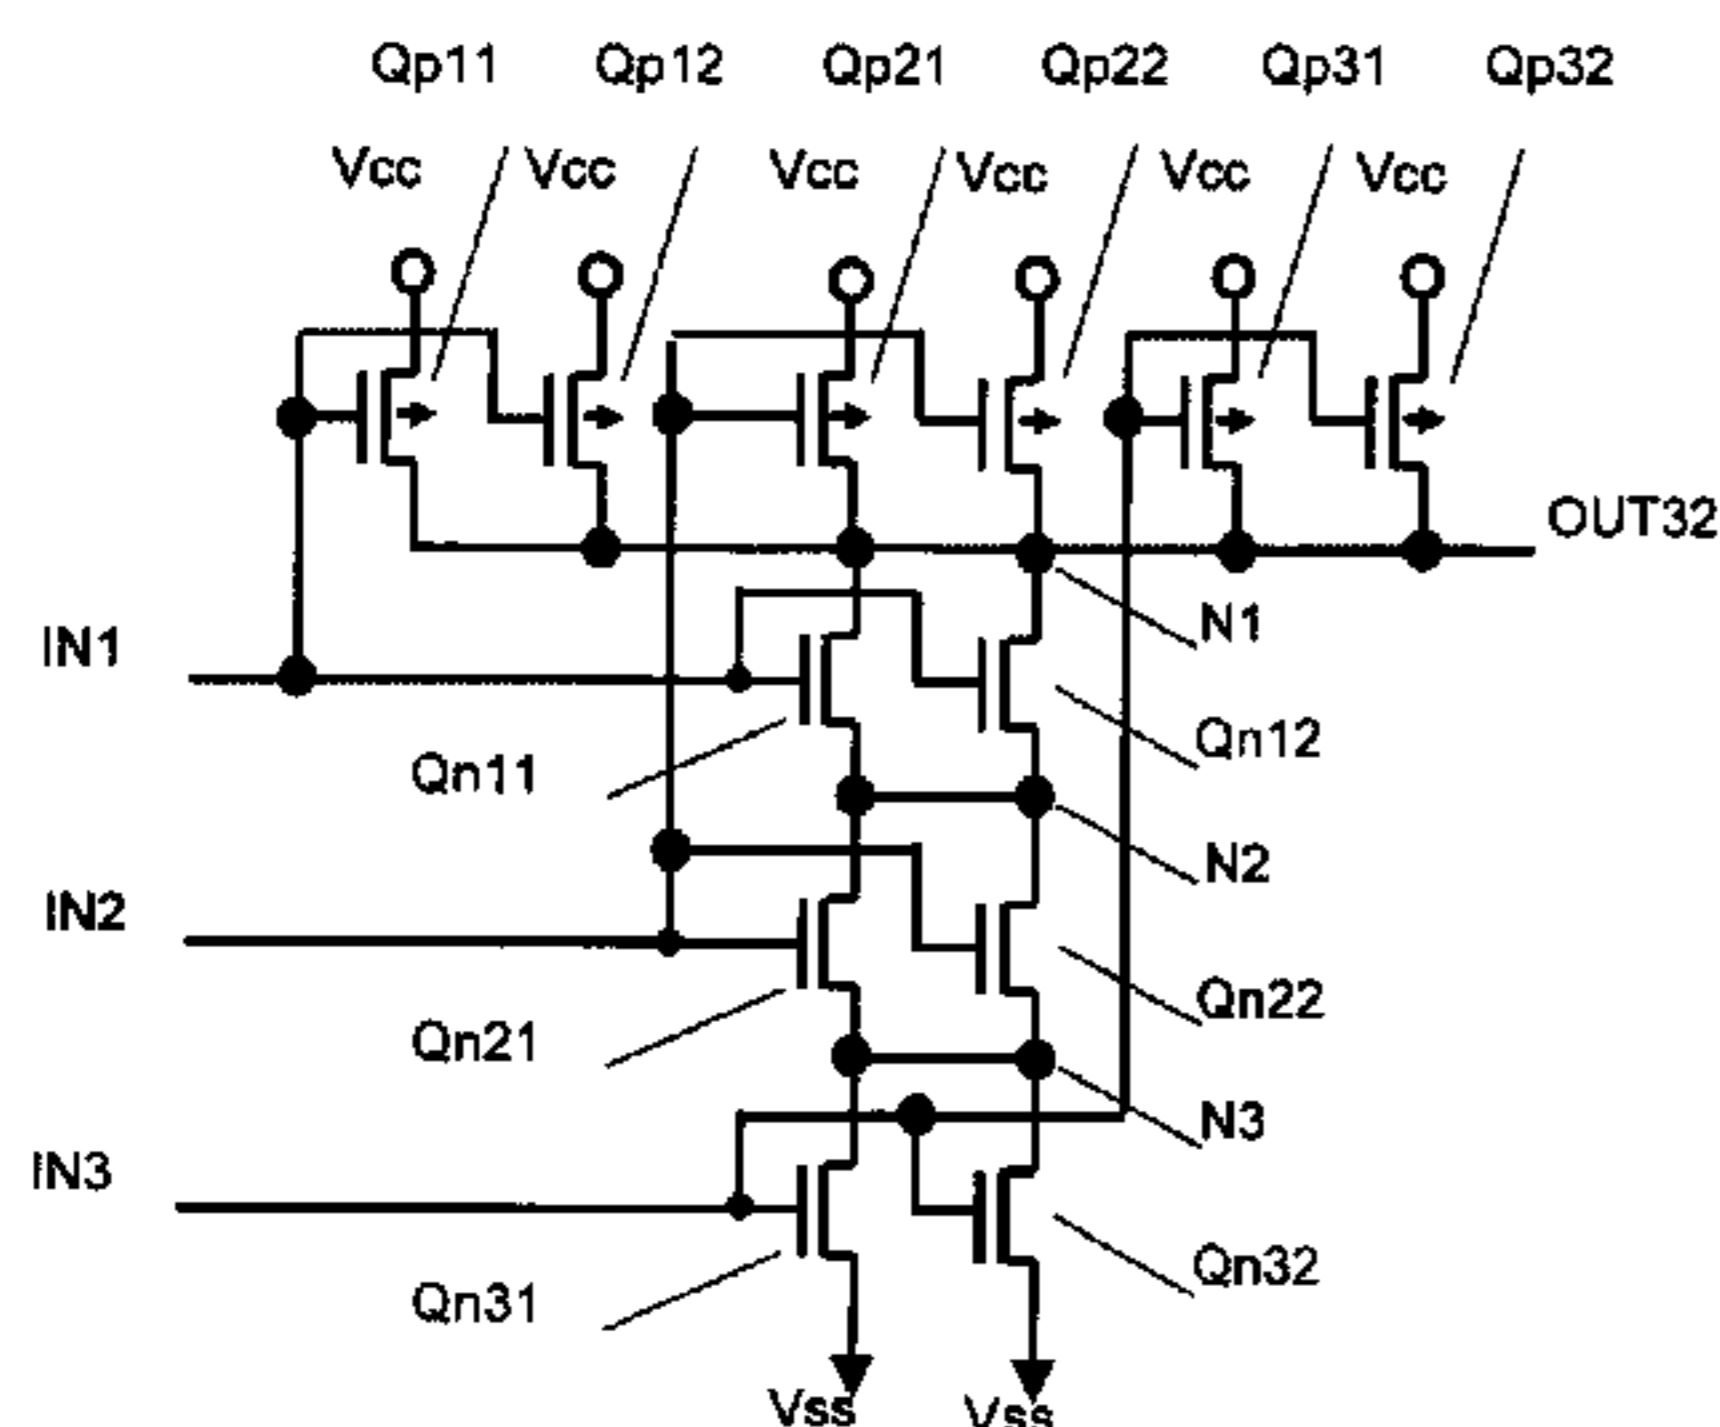 Qp11 Qp12 Qp21 Qp22 Qp31 Qp32
Vcc Vcc Vcc Vcc Vcc Vcc
OUT32
N1
IN1
Qn12
Qn11
N2
IN2
Qn22
Qn21
N3
IN3
Qn32
Qn31
Vss Vss